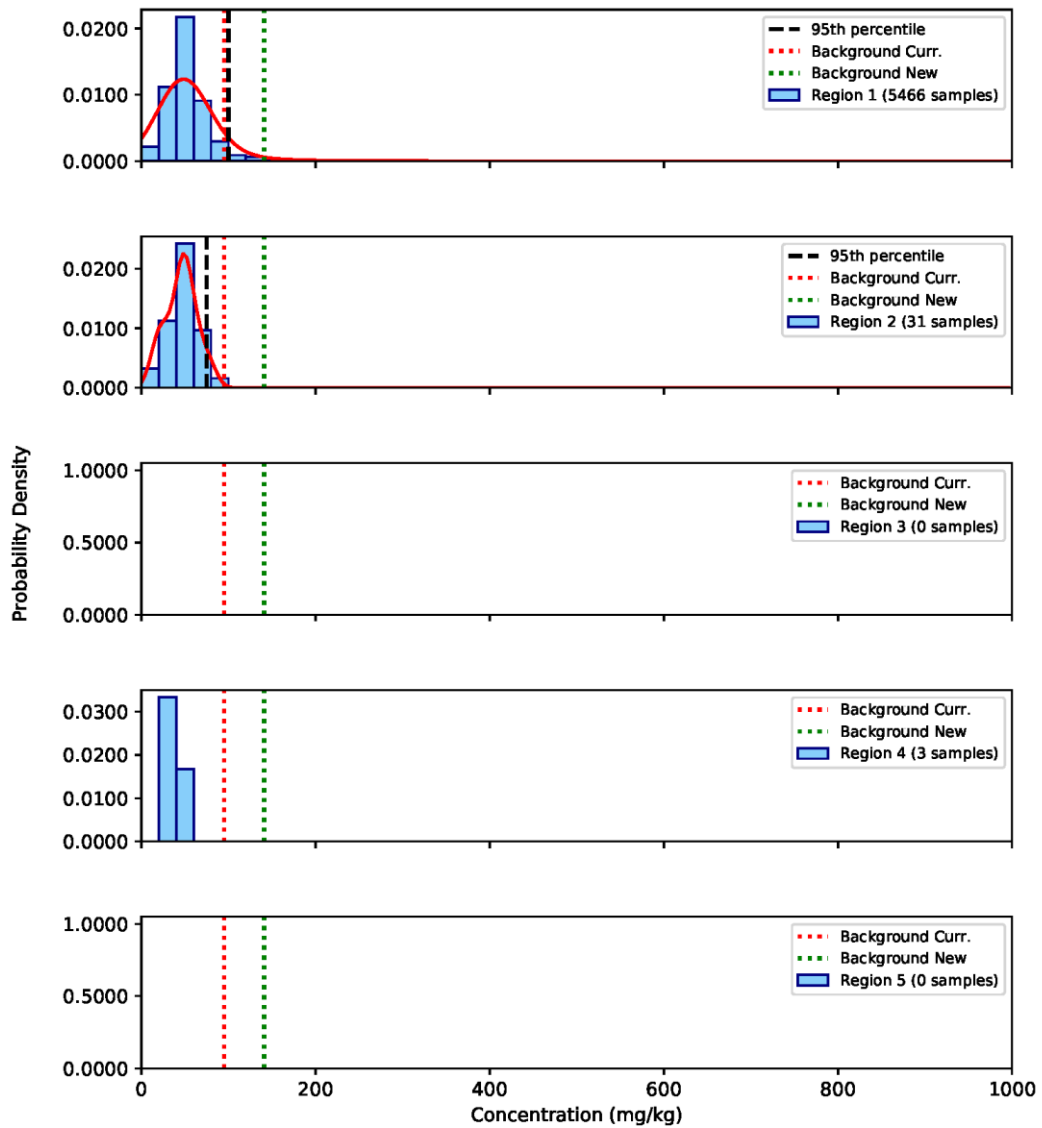 0.0200
0.0100
0.0000
95th percentile
Background Curr.
Background New
Region 1 (5466 samples)
0.0200
0.0100
0.0000
95th percentile
Background Curr.
Background New
Region 2 (31 samples)
Probability Density
1.0000
0.5000
0.0000
Background Curr.
Background New
Region 3 (0 samples)
0.0300
0.0200
0.0100
0.0000
Background Curr.
Background New
Region 4 (3 samples)
1.0000
0.5000
0.0000
Background Curr.
Background New
Region 5 (0 samples)
0 200 400 600 800 1000
Concentration (mg/kg)